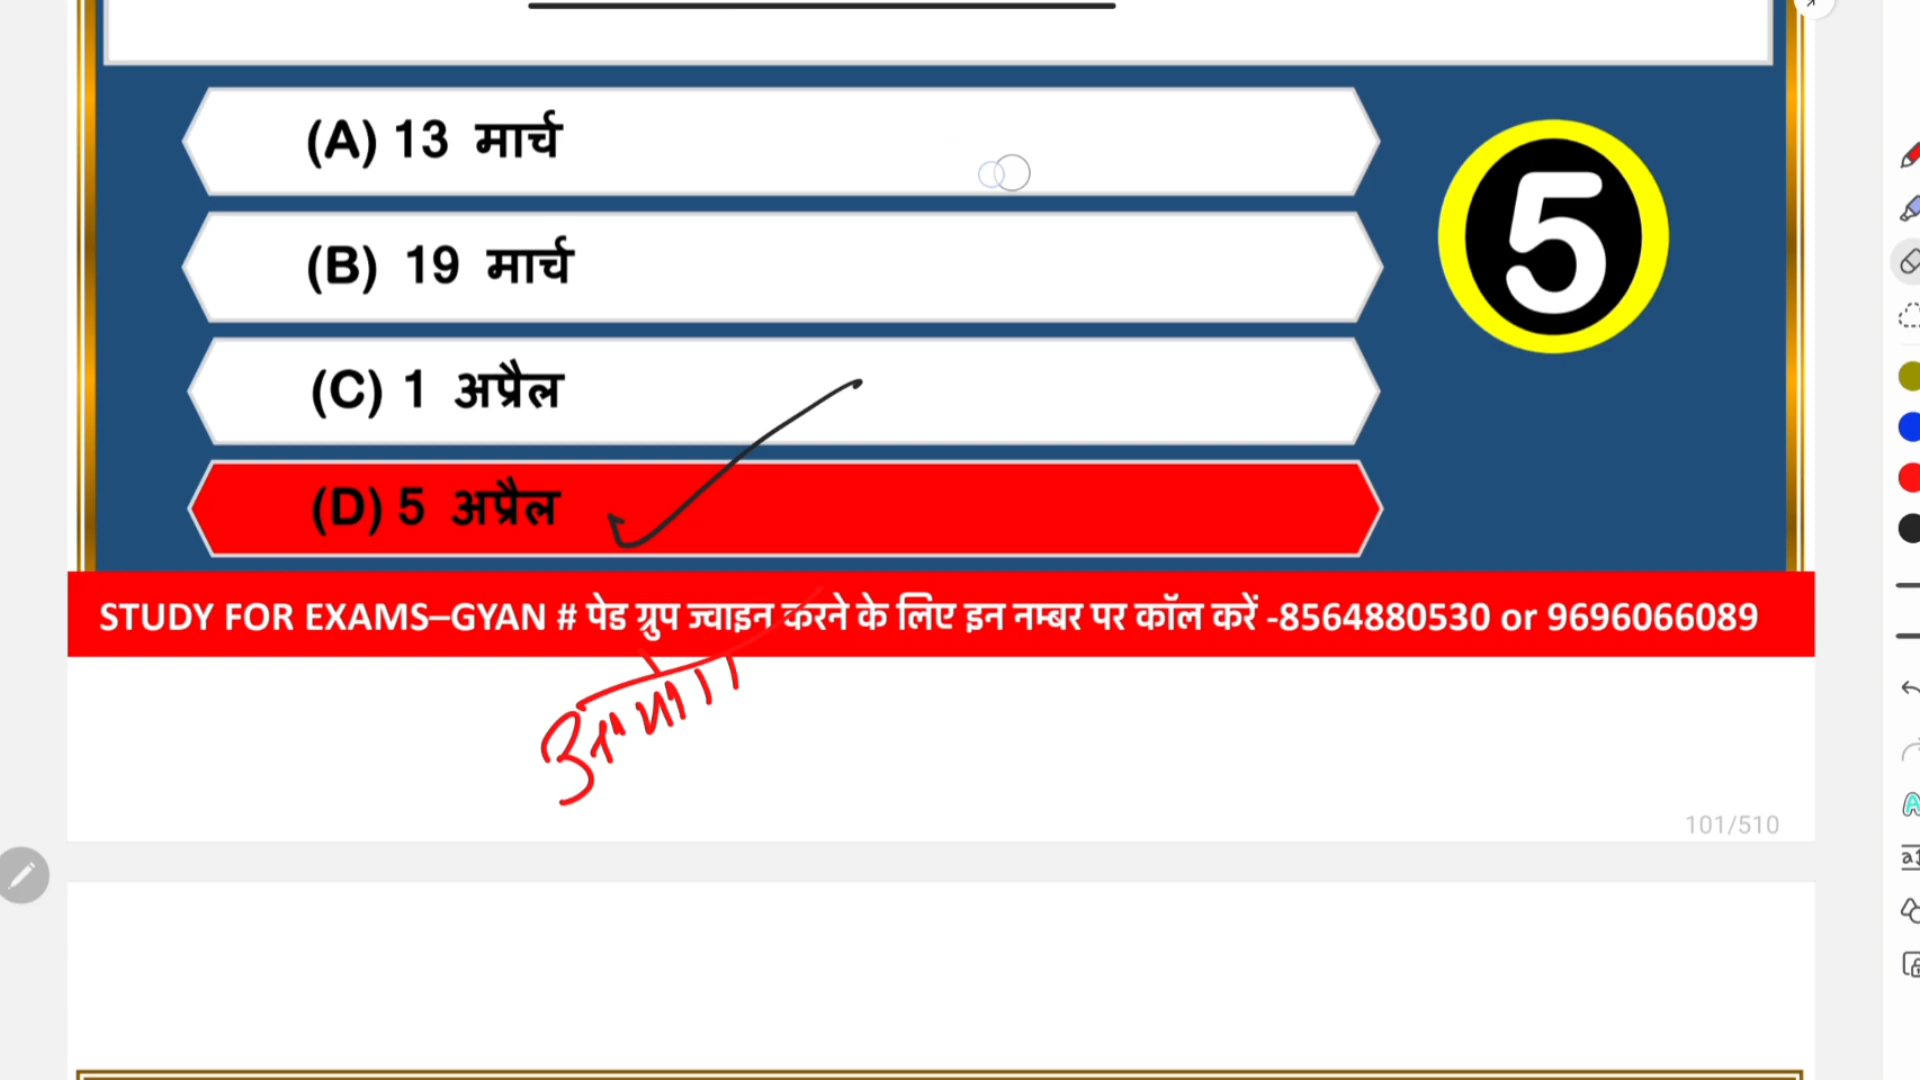 (A) 13 मार्च
5
(B) 19 मार्च
(C) 1 अप्रैल
(D) 5 अप्रैल
STUDY FOR EXAMS–GYAN # पेड ग्रुप ज्वाइन करने के लिए इन नम्बर पर कॉल करें -8564880530 or 9696066089
101/510